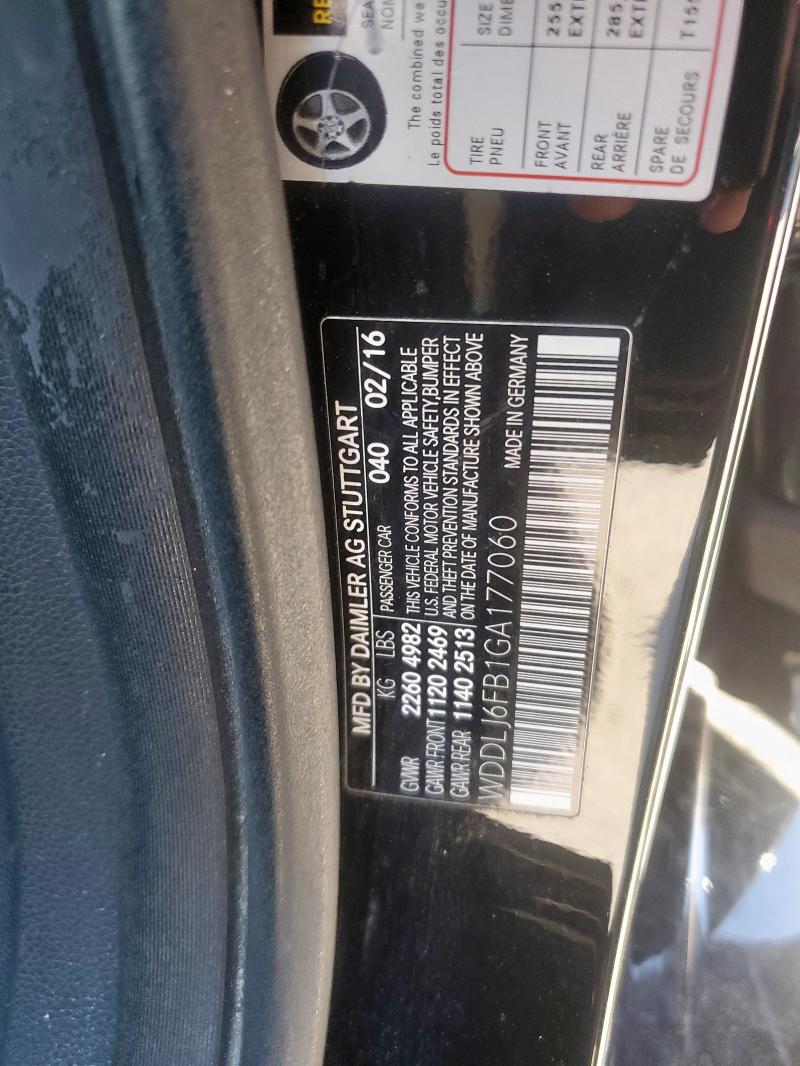 MFD BY DAIMLER AG STUTTGART
KG LBS PASSENGER CAR 040 02/16
GVWR 2260 4982 THIS VEHICLE CONFORMS TO ALL APPLICABLE
GAWR FRONT 1120 2469 U.S. FEDERAL MOTOR VEHICLE SAFETY,BUMPER
GAWR REAR 1140 2513 AND THEFT PREVENTION STANDARDS IN EFFECT
ON THE DATE OF MANUFACTURE SHOWN ABOVE
WDDLJ6FB1GA177060 MADE IN GERMANY
The combined we
Le poids total des occu
TIRE SIZE
PNEU
FRONT 255
AVANT
REAR 285
ARRIÈRE
SPARE
DE SECOURS